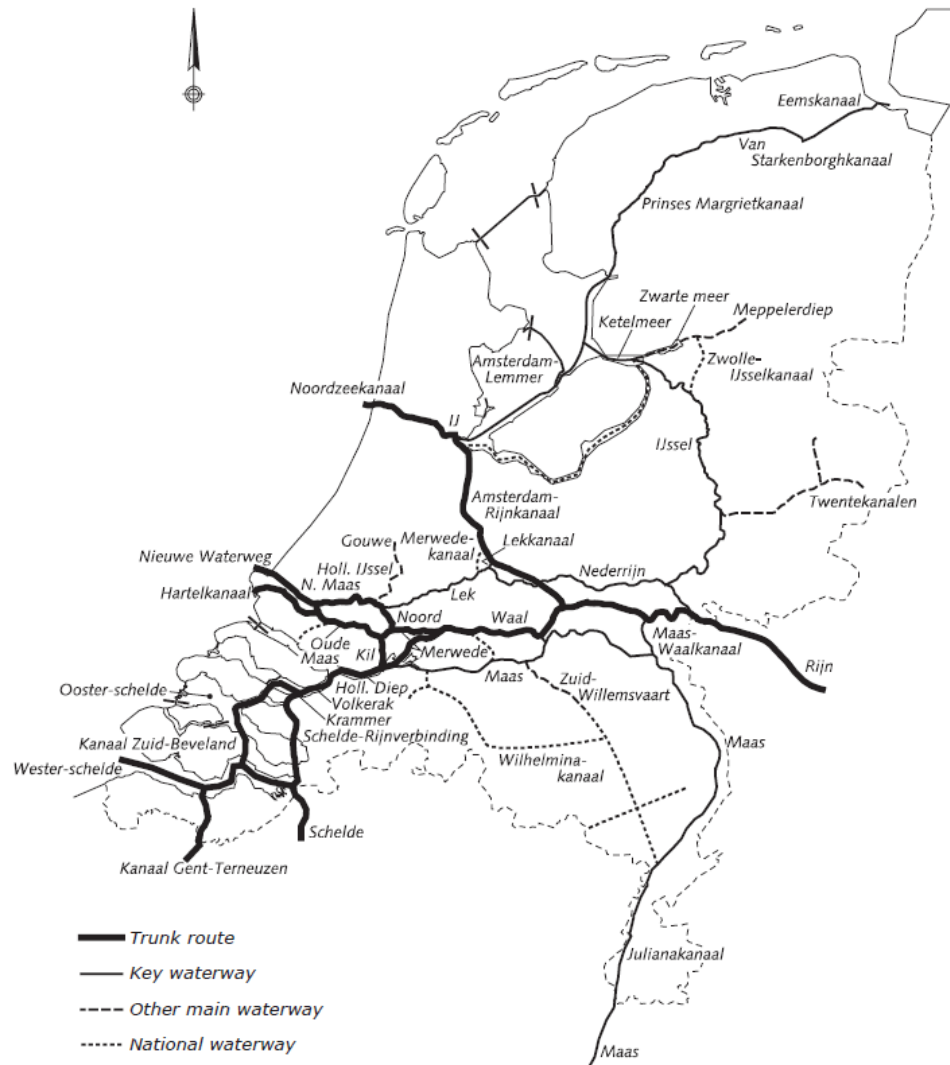 Eemskanaal
Van
Starkenborghkanaal
Prinses Margrietkanaal
Zwarte meer
Meppelerdiep
Ketelmeer
Amsterdam-
Lemmer
Zwolle-
IJsselkanaal
Noordzeekanaal
IJ
IJssel
Amsterdam-
Rijnkanaal
Twentekanalen
Gouwe
Merwede-
kanaal
Lekkanaal
Nieuwe Waterweg
Holl. IJssel
N. Maas
Nederrijn
Hartelkanaal
Lek
Noord
Waal
Oude
Maas
Kil
Merwede
Maas-
Waalkanaal
Rijn
Maas
Zuid-
Willemsvaart
Holl. Diep
Ooster-schelde
Volkerak
Krammer
Schelde-Rijnverbinding
Kanaal Zuid-Beveland
Maas
Wester-schelde
Wilhelmina-
kanaal
Schelde
Kanaal Gent-Terneuzen
Trunk route
Julianakanaal
Key waterway
Other main waterway
National waterway
Maas